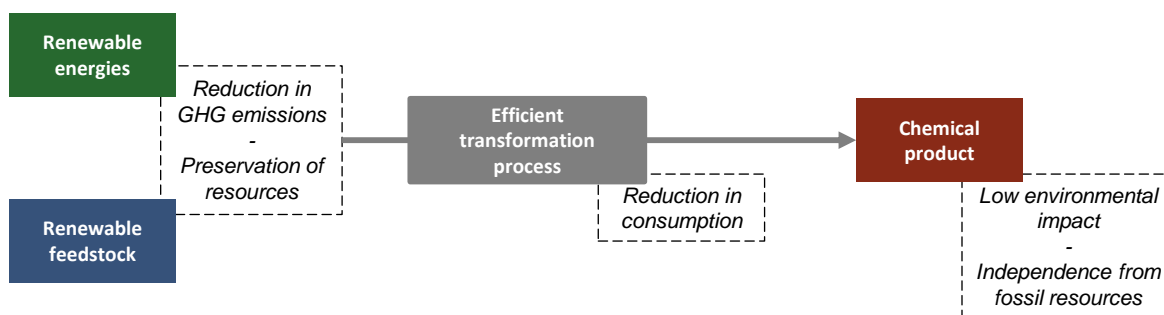 Renewable
energies
Reduction in
GHG emissions
-
Preservation of
resources
Renewable
feedstock
Efficient
transformation
process
Reduction in
consumption
Chemical
product
Low environmental
impact
-
Independence from
fossil resources